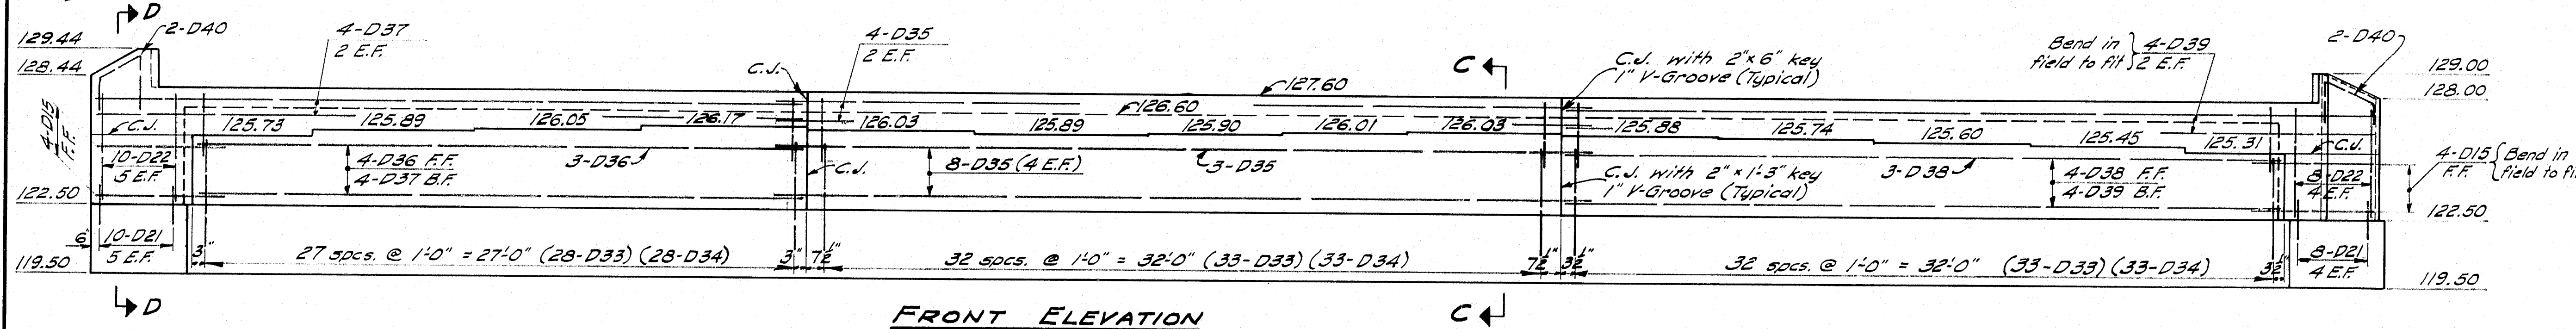 D
2-D40
129.44
128.44
4-D37
2 E.F.
4-D35
2 E.F.
C.J.
C
C.J. with 2" x 6" key
1" V-Groove (Typical)
127.60
126.60
Bend in
field to fit
4-D39
2 E.F.
2-D40
129.00
128.00
4-D15
F.F.
C.J.
125.73
125.89
126.05
126.17
126.03
125.89
125.90
126.01
126.03
125.88
125.74
125.60
125.45
125.31
C.J.
10-D22
5 E.F.
4-D36 F.F.
4-D37 B.F.
3-D36
C.J.
8-D35 (4 E.F.)
3-D35
C.J. with 2" x 1'-3" key
1" V-Groove (Typical)
3-D38
4-D38 F.F.
4-D39 B.F.
8-D22
4 E.F.
4-D15
F.F.
Bend in
field to fit
122.50
122.50
6"
10-D21
5 E.F.
3"
27 spcs. @ 1'-0" = 27'-0" (28-D33) (28-D34)
3"
7½"
32 spcs. @ 1'-0" = 32'-0" (33-D33) (33-D34)
7½"
3½"
32 spcs. @ 1'-0" = 32'-0" (33-D33) (33-D34)
3½"
8-D21
4 E.F.
119.50
119.50
D
FRONT ELEVATION
C